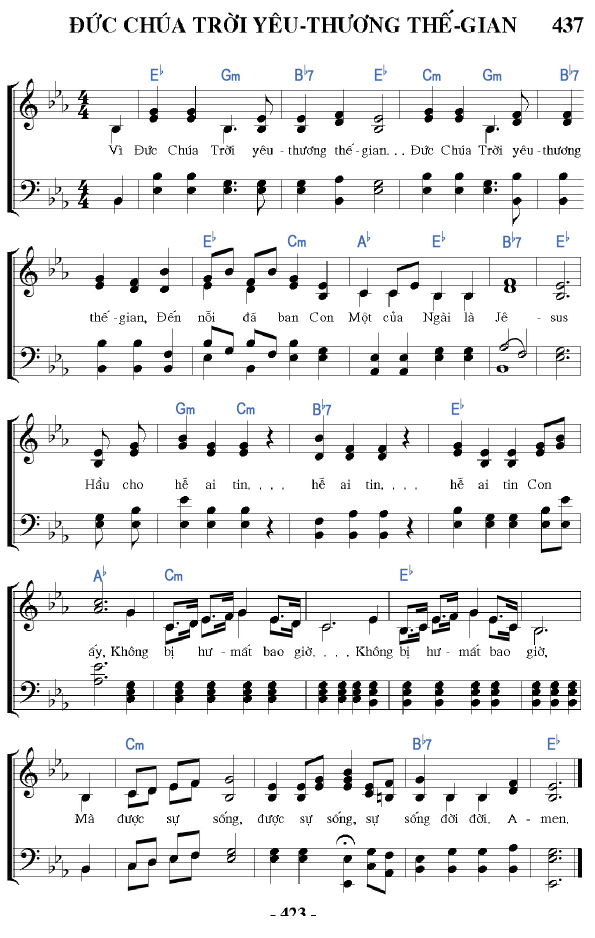 ĐỨC CHÚA TRỜI YÊU-THƯƠNG THẾ-GIAN 437
E♭ Gm B♭7 E♭ Cm Gm B♭7
Vì Đức Chúa Trời yêu-thương thế-gian... Đức Chúa Trời yêu-thương
E♭ Cm A♭ E♭ B♭7 E♭
thế-gian, Đến nỗi đã ban Con Một của Ngài là Jê-sus
Gm Cm B♭7 E♭
Hầu cho hễ ai tin.... hễ ai tin,... hễ ai tin Con
A♭ Cm E♭
ấy, Không bị hư-mất bao giờ.... Không bị hư-mất bao giờ,
Cm B♭7 E♭
Mà được sự sống, được sự sống, sự sống đời đời. A-men.
- 423 -